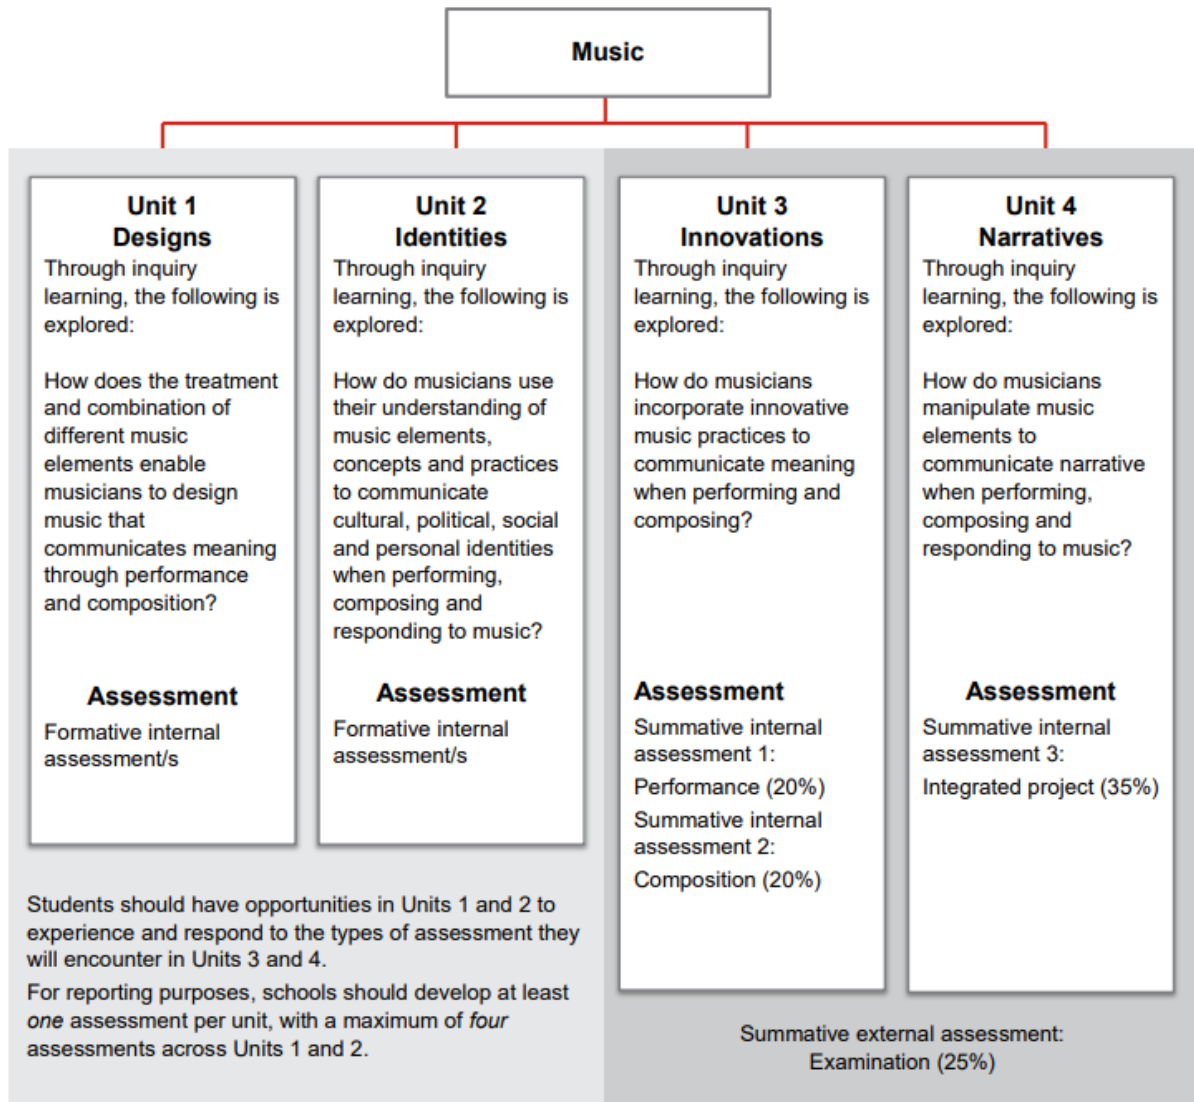 Music
Unit 1
Designs
Through inquiry
learning, the following is
explored:
How does the treatment
and combination of
different music
elements enable
musicians to design
music that
communicates meaning
through performance
and composition?
Assessment
Formative internal
assessment/s
Unit 2
Identities
Through inquiry
learning, the following is
explored:
How do musicians use
their understanding of
music elements,
concepts and practices
to communicate
cultural, political, social
and personal identities
when performing,
composing and
responding to music?
Assessment
Formative internal
assessment/s
Students should have opportunities in Units 1 and 2 to
experience and respond to the types of assessment they
will encounter in Units 3 and 4.
For reporting purposes, schools should develop at least
one assessment per unit, with a maximum of four
assessments across Units 1 and 2.
Unit 3
Innovations
Through inquiry
learning, the following is
explored:
How do musicians
incorporate innovative
music practices to
communicate meaning
when performing and
composing?
Assessment
Summative internal
assessment 1:
Performance (20%)
Summative internal
assessment 2:
Composition (20%)
Unit 4
Narratives
Through inquiry
learning, the following is
explored:
How do musicians
manipulate music
elements to
communicate narrative
when performing,
composing and
responding to music?
Assessment
Summative internal
assessment 3:
Integrated project (35%)
Summative external assessment:
Examination (25%)